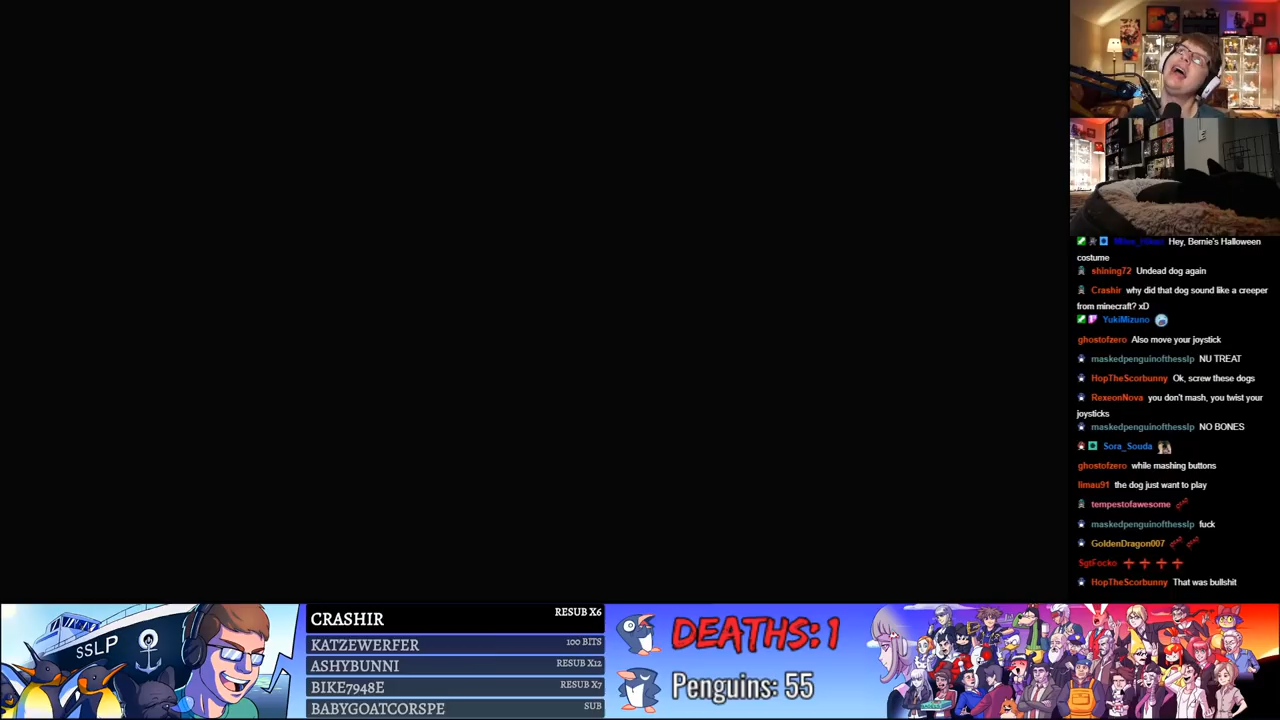 Hey, Bernie's Halloween
costume
shining72 Undead dog again
Crashir why did that dog sound like a creeper
from minecraft? xD
YukiMizuno
ghostofzero Also move your joystick
maskedpenguinofthesslp NU TREAT
HopTheScorbunny Ok, screw these dogs
RexeonNova you don't mash, you twist your
joysticks
maskedpenguinofthesslp NO BONES
Sora_Souda
ghostofzero while mashing buttons
limau91 the dog just want to play
tempestofawesome
maskedpenguinofthesslp fuck
GoldenDragon007
SgtFocko
HopTheScorbunny That was bullshit
SSLP
CRASHIR RESUB X6
KATZEWERFER 100 BITS
ASHYBUNNI RESUB X12
BIKE7948E RESUB X7
BABYGOATCORSPE SUB
DEATHS: 1
Penguins: 55